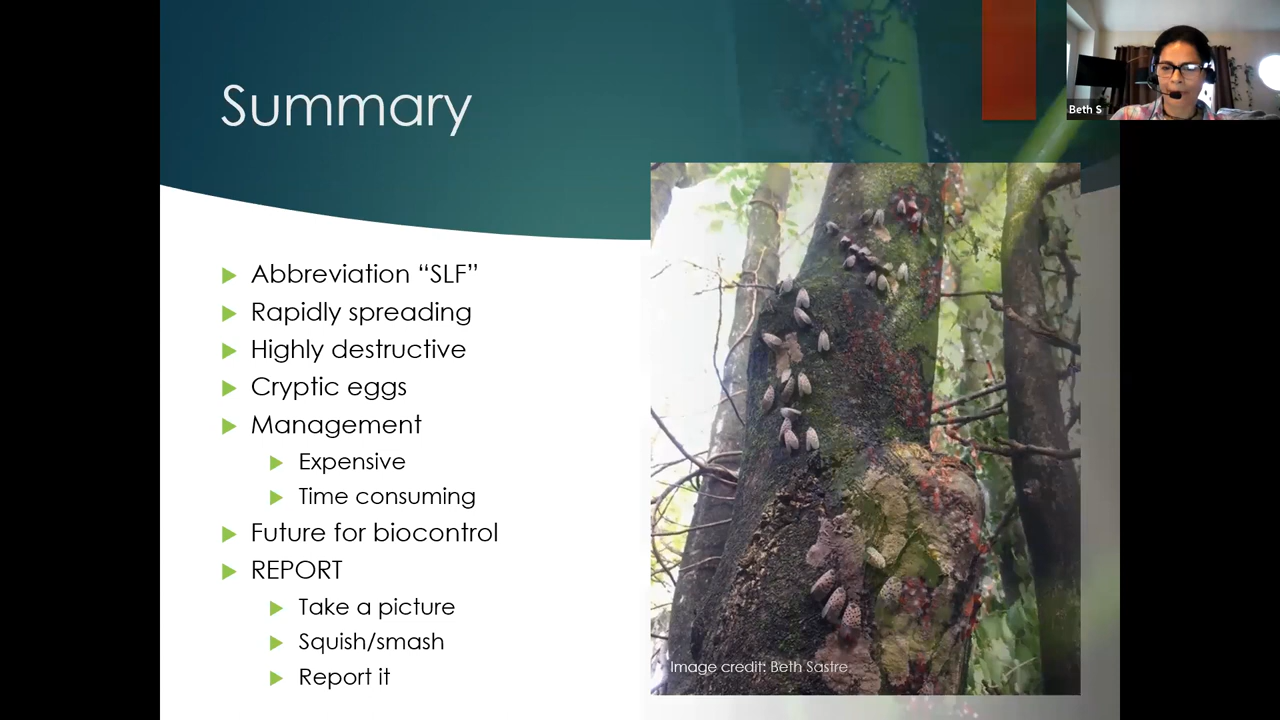 Summary
Beth S
Abbreviation “SLF”
Rapidly spreading
Highly destructive
Cryptic eggs
Management
Expensive
Time consuming
Future for biocontrol
REPORT
Take a picture
Squish/smash
Report it
Image credit: Beth Sastre